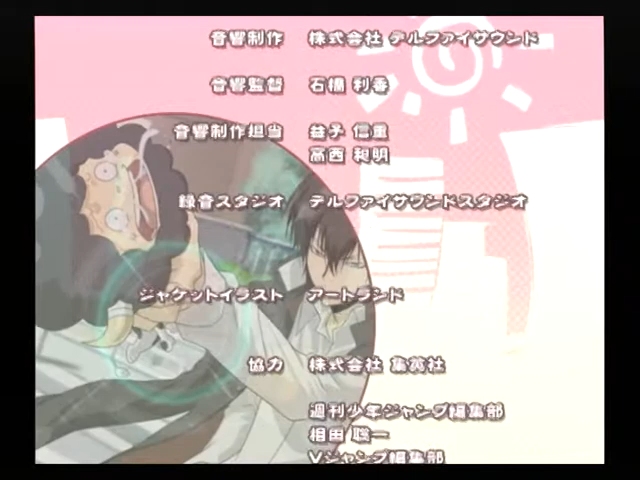 音響制作 株式会社 デルファイサウンド
音響監督 石橋 利香
音響制作担当 益子 信重
高西 和明
録音スタジオ デルファイサウンドスタジオ
ジャケットイラスト アートランド
協力 株式会社 集英社
週刊少年ジャンプ編集部
相田 聡一
Vジャンプ編集部